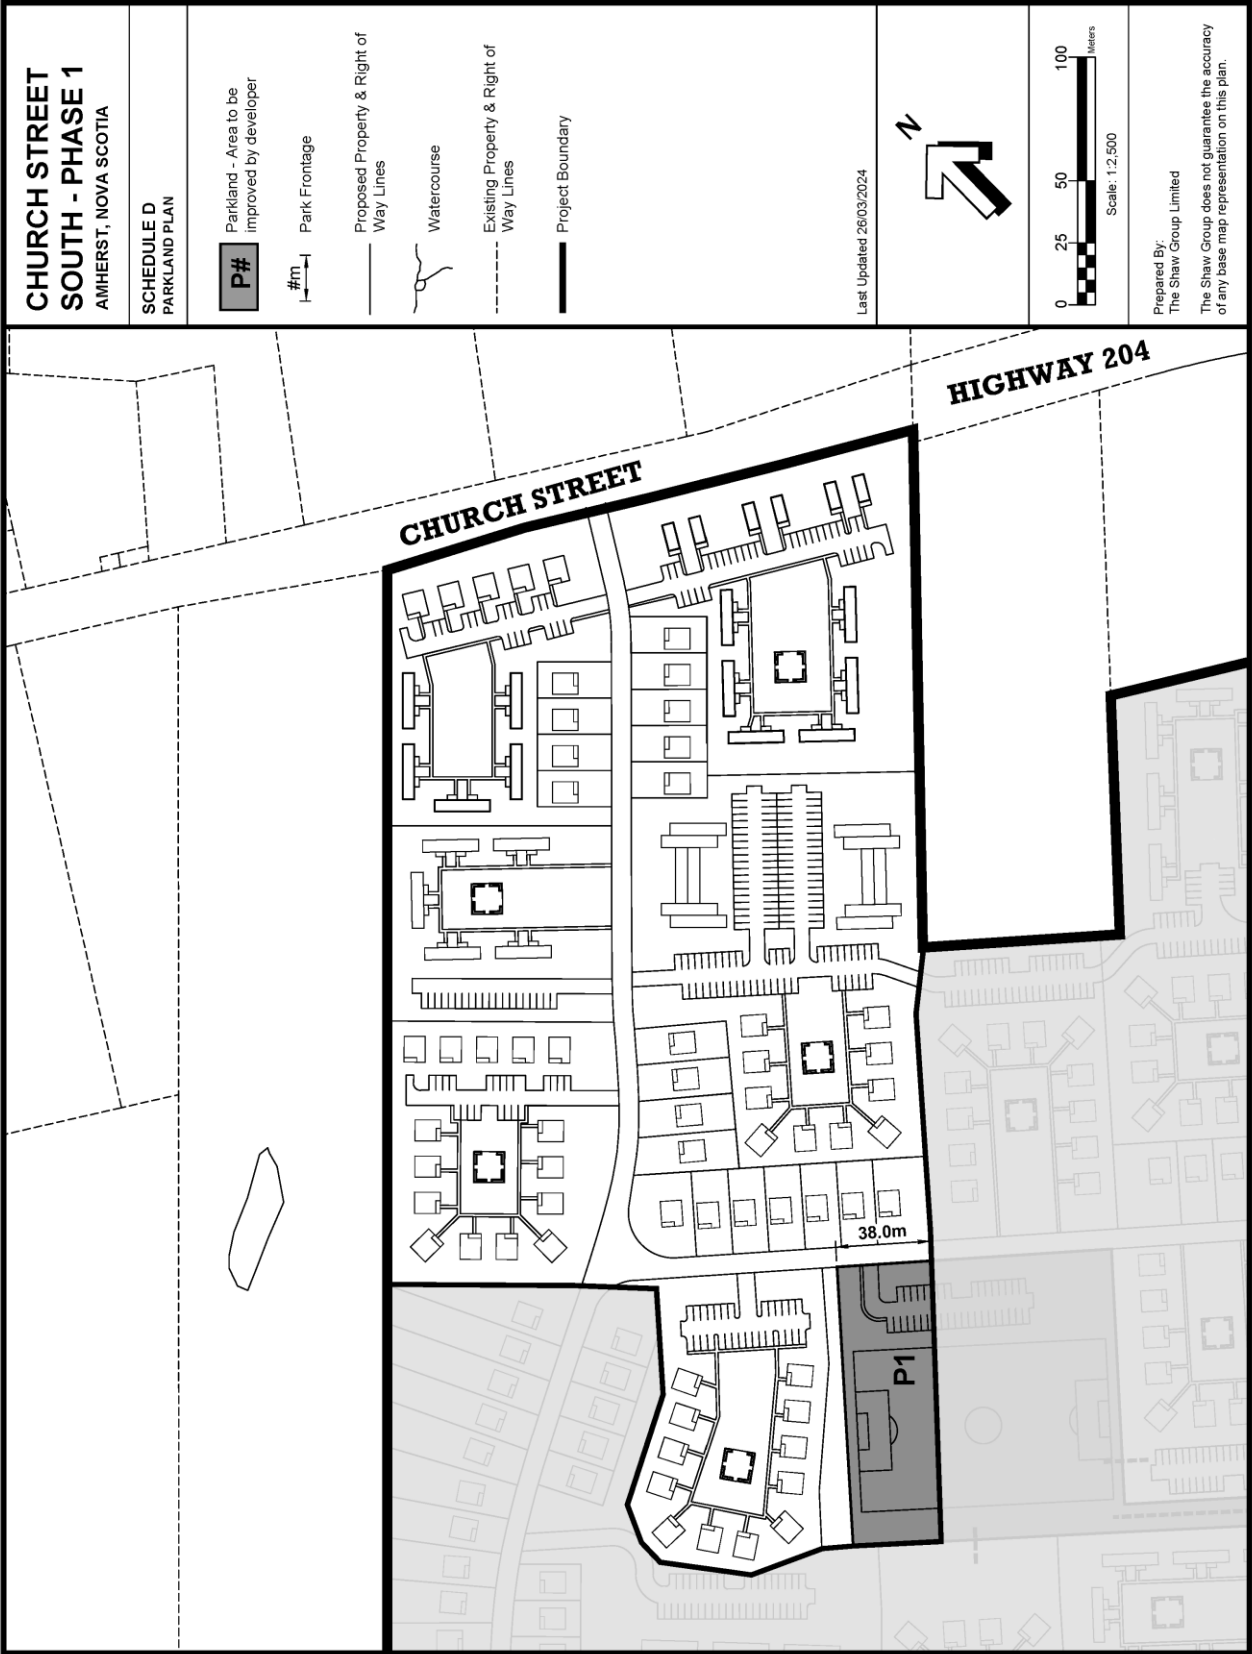 CHURCH STREET
SOUTH - PHASE 1
AMHERST, NOVA SCOTIA
SCHEDULE D
PARKLAND PLAN
P#
Parkland - Area to be
improved by developer
#m
Park Frontage
Proposed Property & Right of
Way Lines
Watercourse
Existing Property & Right of
Way Lines
Project Boundary
Last Updated 26/03/2024
N
0 25 50 100
Meters
Scale: 1:2,500
Prepared By:
The Shaw Group Limited
The Shaw Group does not guarantee the accuracy
of any base map representation on this plan.
HIGHWAY 204
CHURCH STREET
38.0m
P1